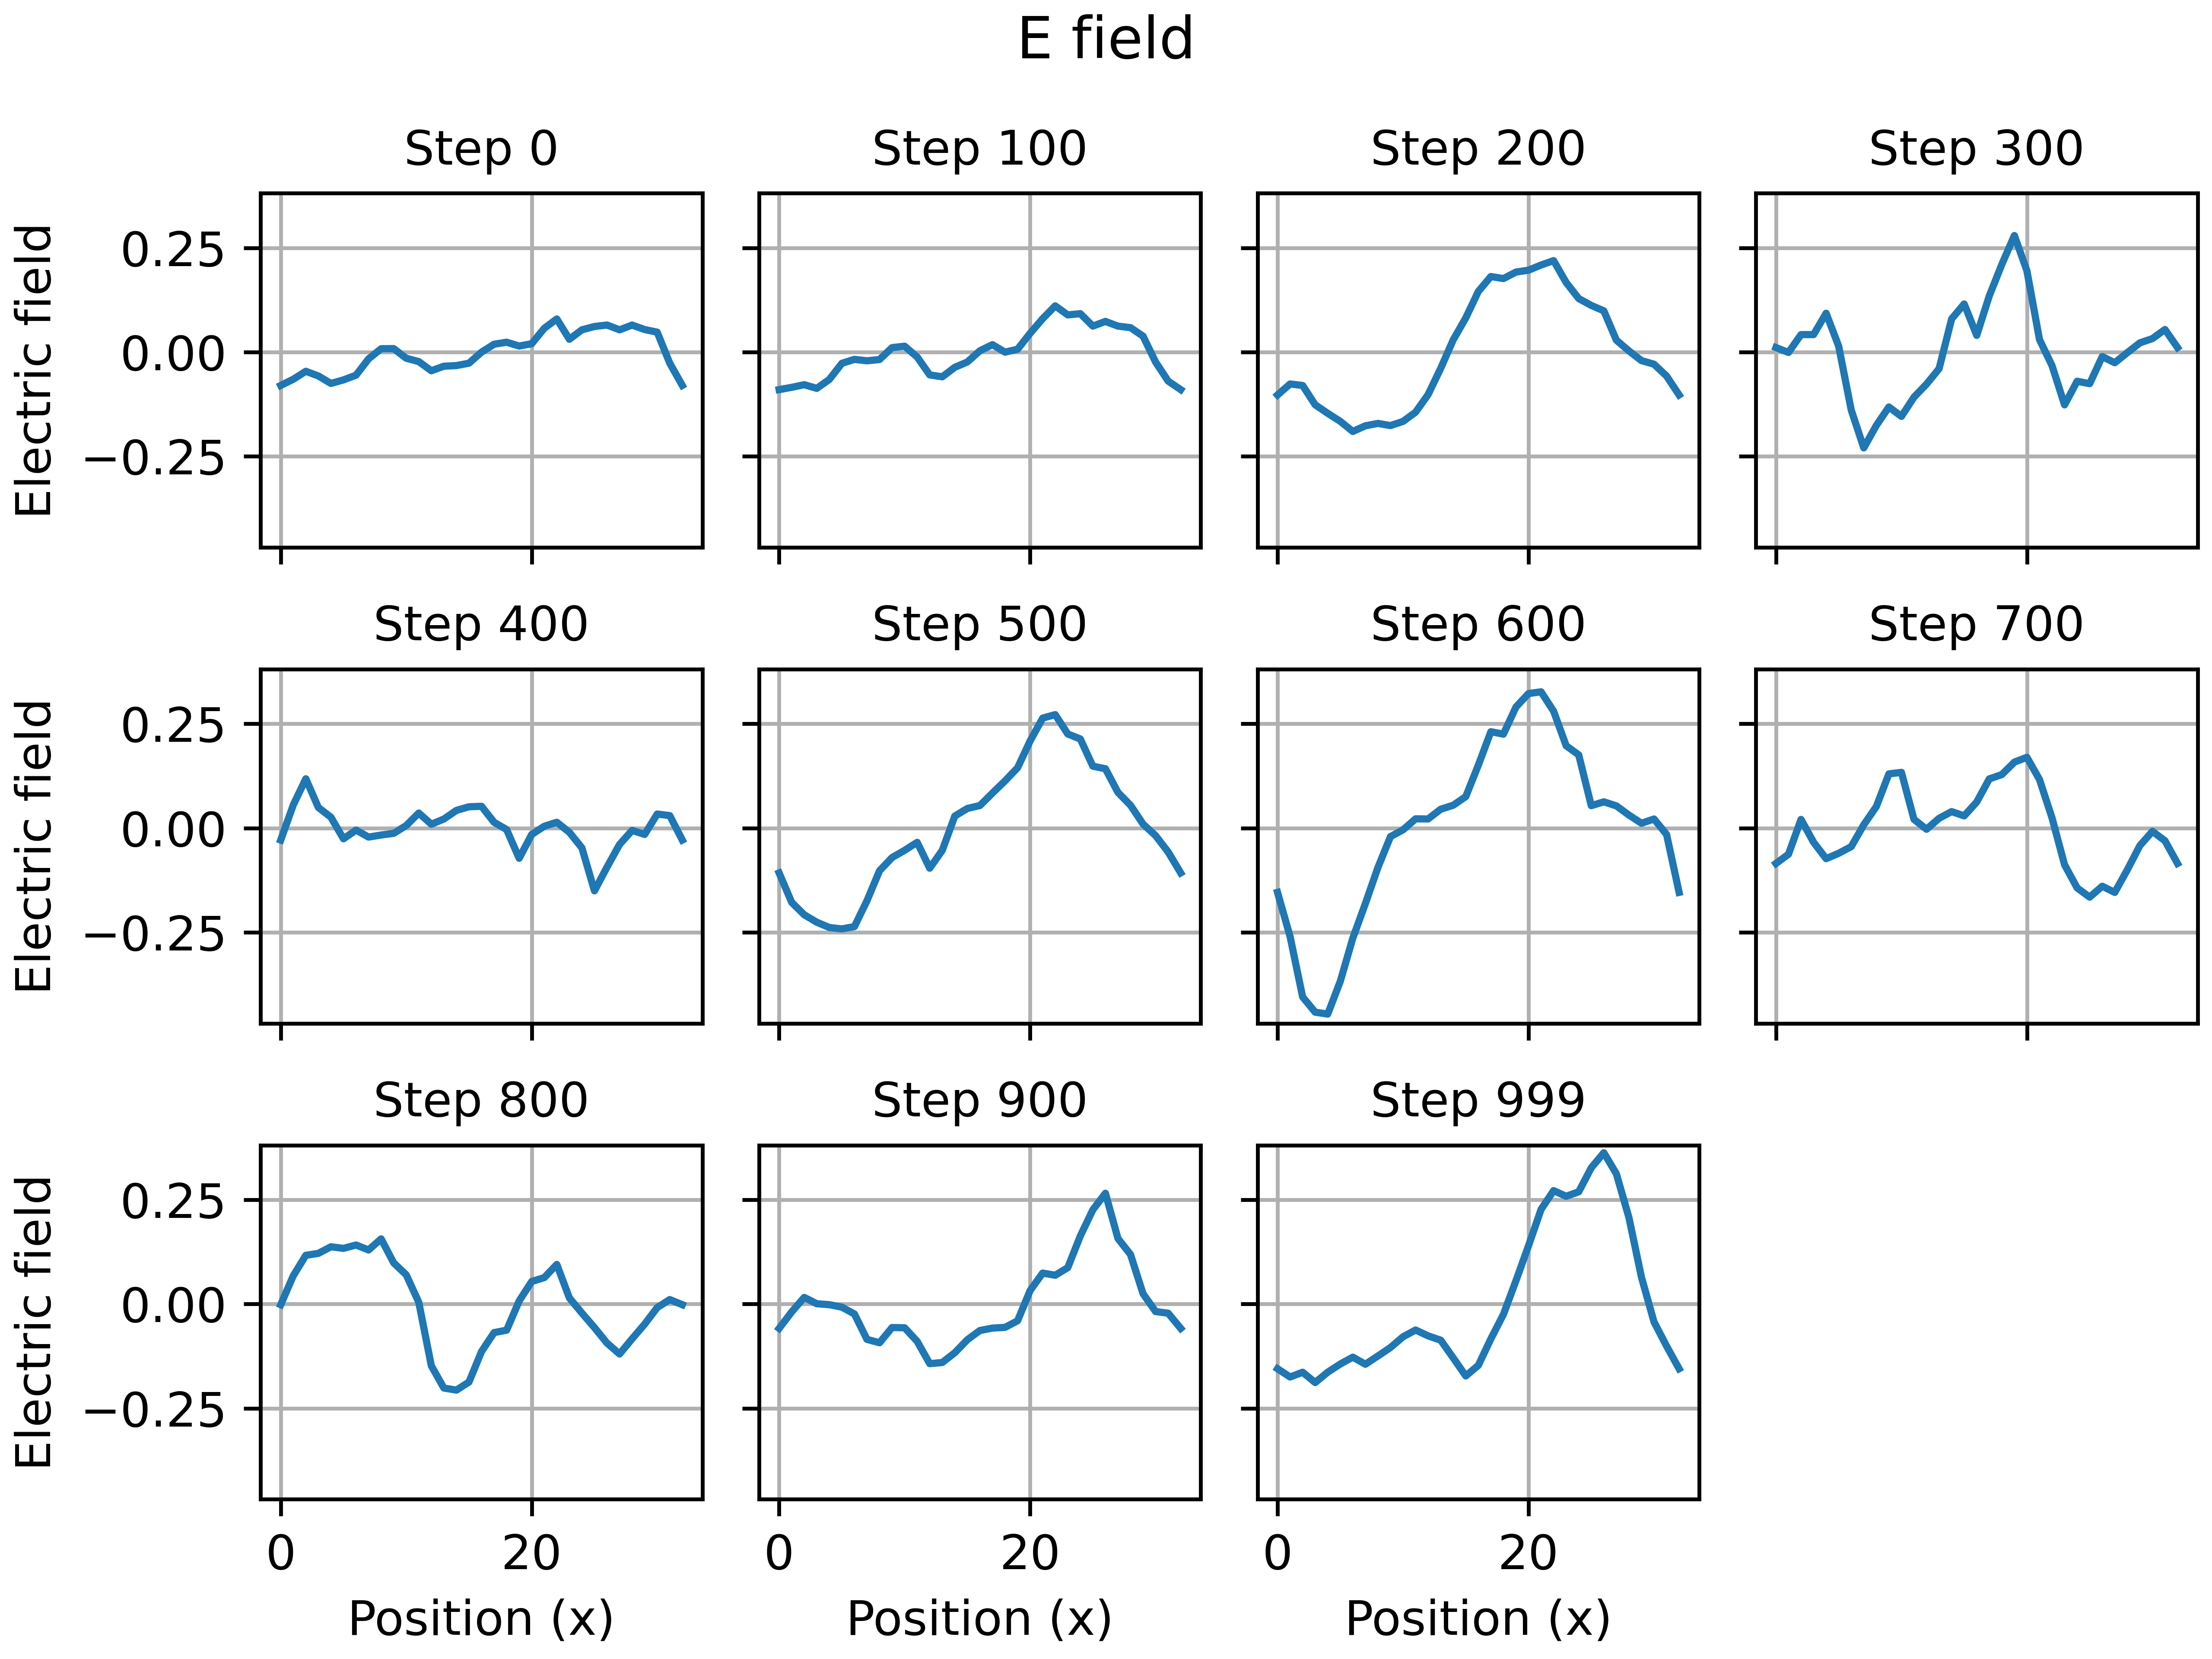 E field
Step 0
Step 100
Step 200
Step 300
Electric field
0.25
0.00
−0.25
Step 400
Step 500
Step 600
Step 700
Electric field
0.25
0.00
−0.25
Step 800
Step 900
Step 999
Electric field
0.25
0.00
−0.25
0 20
0 20
0 20
Position (x)
Position (x)
Position (x)